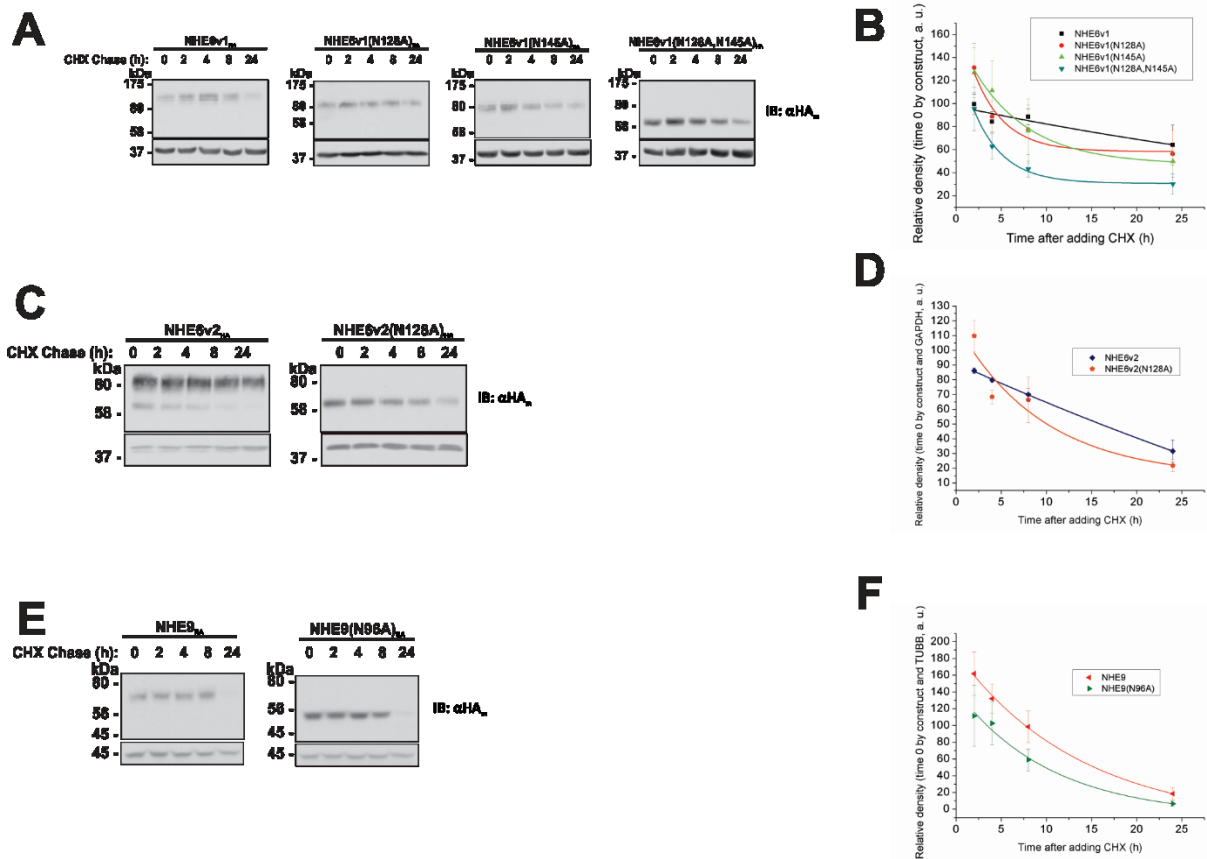 A
NHE6v1HA
NHE6v1(N128A)HA
NHE6v1(N145A)HA
NHE6v1(N128A,N145A)HA
CHX Chase (h): 0 2 4 8 24
0 2 4 8 24
0 2 4 8 24
0 2 4 8 24
kDa
175 -
80 -
58 -
37 -
kDa
175 -
80 -
58 -
37 -
kDa
175 -
80 -
58 -
37 -
kDa
175 -
80 -
58 -
37 -
IB: αHAm
B
NHE6v1
NHE6v1(N128A)
NHE6v1(N145A)
NHE6v1(N128A,N145A)
Relative density (time 0 by construct, a. u.)
160
140
120
100
80
60
40
20
0
0 5 10 15 20 25
Time after adding CHX (h)
C
NHE6v2HA
NHE6v2(N128A)HA
CHX Chase (h): 0 2 4 8 24
0 2 4 8 24
kDa
80 -
58 -
37 -
kDa
80 -
58 -
37 -
IB: αHAm
D
NHE6v2
NHE6v2(N128A)
Relative density (time 0 by construct and GAPDH, a. u.)
130
120
110
100
90
80
70
60
50
40
30
20
10
0 5 10 15 20 25
Time after adding CHX (h)
E
NHE9HA
NHE9(N96A)HA
CHX Chase (h): 0 2 4 8 24
0 2 4 8 24
kDa
80 -
58 -
45 -
45 -
kDa
80 -
58 -
45 -
45 -
IB: αHAm
F
NHE9
NHE9(N96A)
Relative density (time 0 by construct and TUBB, a. u.)
200
180
160
140
120
100
80
60
40
20
0
0 5 10 15 20 25
Time after adding CHX (h)